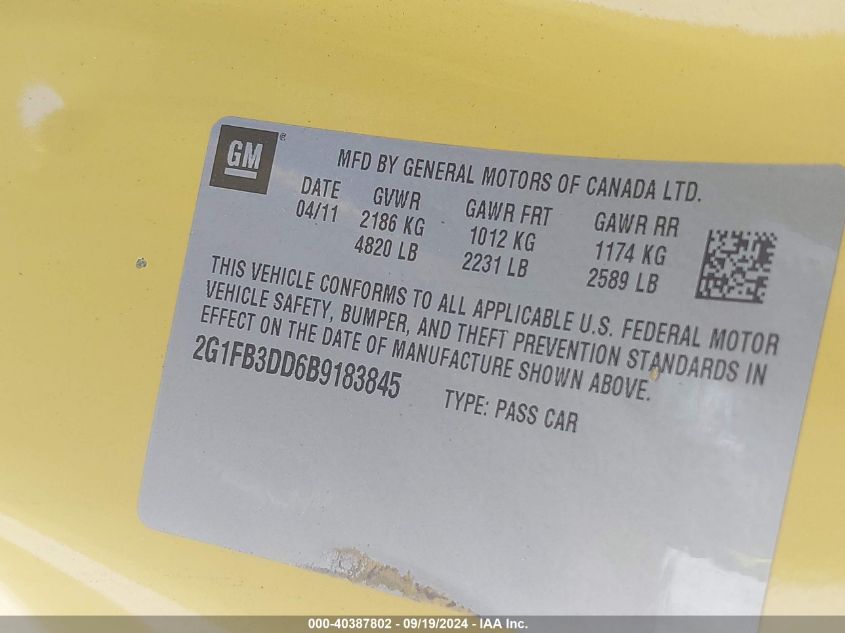 GM ®
MFD BY GENERAL MOTORS OF CANADA LTD.
DATE GVWR GAWR FRT GAWR RR
04/11 2186 KG 1012 KG 1174 KG
4820 LB 2231 LB 2589 LB
THIS VEHICLE CONFORMS TO ALL APPLICABLE U.S. FEDERAL MOTOR
VEHICLE SAFETY, BUMPER, AND THEFT PREVENTION STANDARDS IN
EFFECT ON THE DATE OF MANUFACTURE SHOWN ABOVE.
2G1FB3DD6B9183845 TYPE: PASS CAR
000-40387802 - 09/19/2024 - IAA Inc.